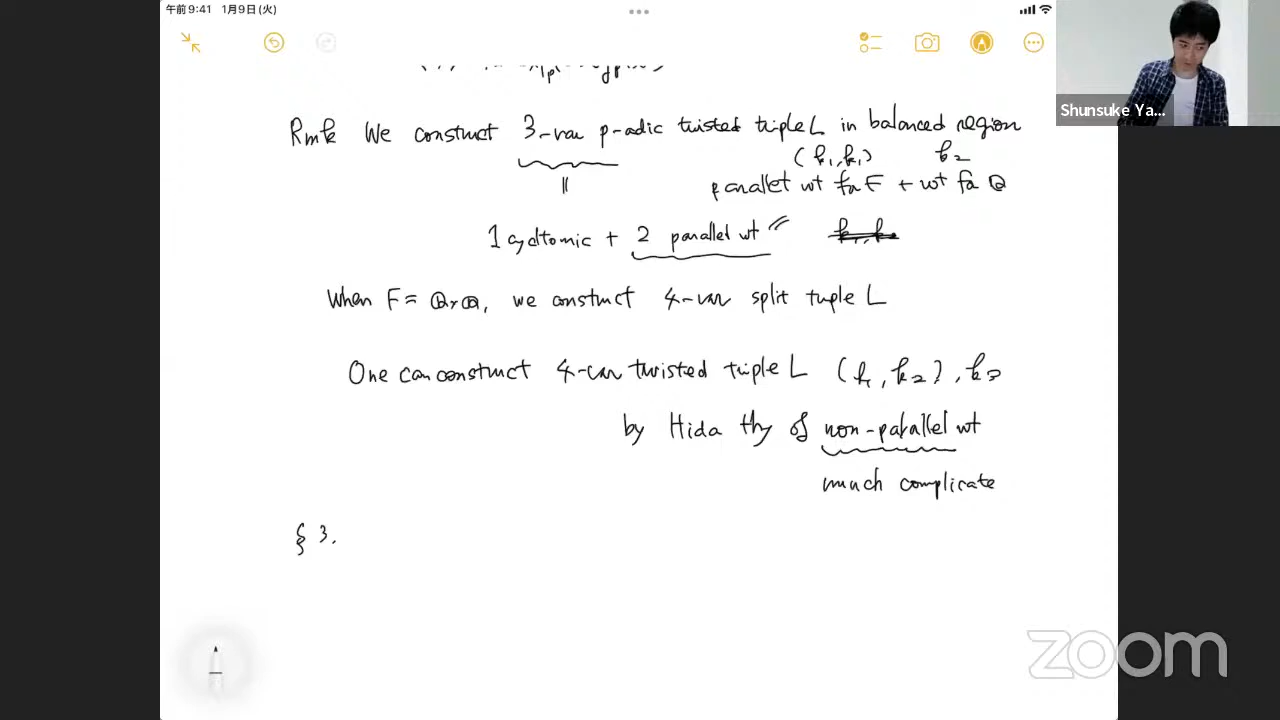 午前9:41 1月9日(火)
Shunsuke Ya...
Rmk We construct 3-var p-adic twisted triple L in balanced region
(k₁, k₁) k₂
parallel wt for F + wt for Q
||
1 cycltomic + 2 parallel wt
When F = Q×Q, we construct 4-var split triple L
One can construct 4-var twisted triple L (k₁, k₂), k₃
by Hida thy of non-parallel wt
much complicate
§ 3.
zoom